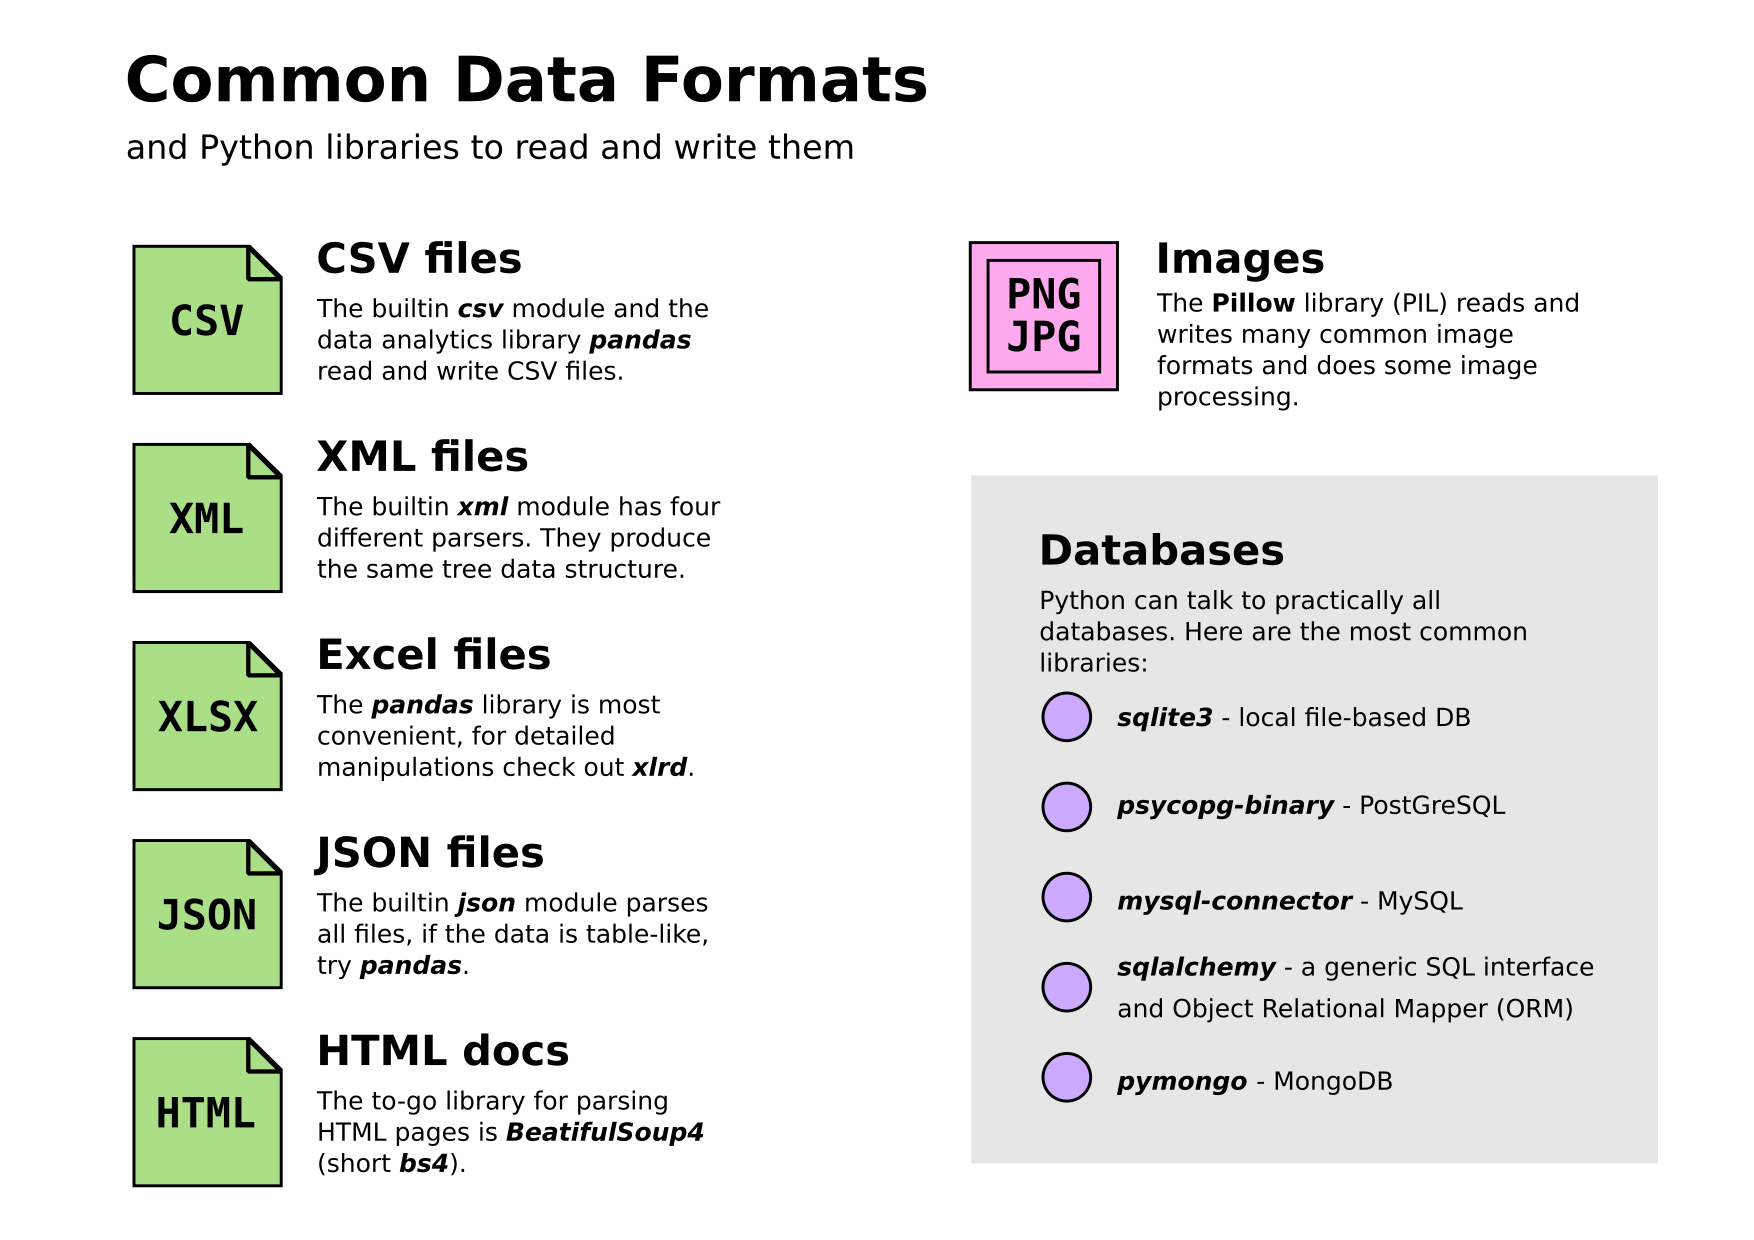 Common Data Formats
and Python libraries to read and write them
CSV
CSV files
The builtin csv module and the
data analytics library pandas
read and write CSV files.
XML
XML files
The builtin xml module has four
different parsers. They produce
the same tree data structure.
XLSX
Excel files
The pandas library is most
convenient, for detailed
manipulations check out xlrd.
JSON
JSON files
The builtin json module parses
all files, if the data is table-like,
try pandas.
HTML
HTML docs
The to-go library for parsing
HTML pages is BeatifulSoup4
(short bs4).
PNG
JPG
Images
The Pillow library (PIL) reads and
writes many common image
formats and does some image
processing.
Databases
Python can talk to practically all
databases. Here are the most common
libraries:
sqlite3 - local file-based DB
psycopg-binary - PostGreSQL
mysql-connector - MySQL
sqlalchemy - a generic SQL interface
and Object Relational Mapper (ORM)
pymongo - MongoDB